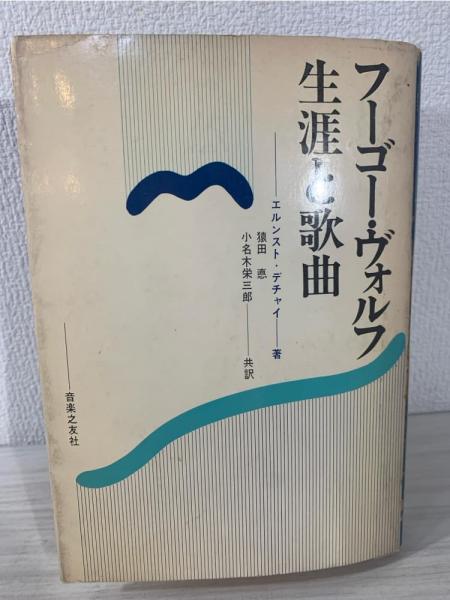 フーゴー・ヴォルフ
生涯と歌曲
エルンスト・デチャイ——著
猿田 悳
小名木栄三郎——共訳
——音楽之友社